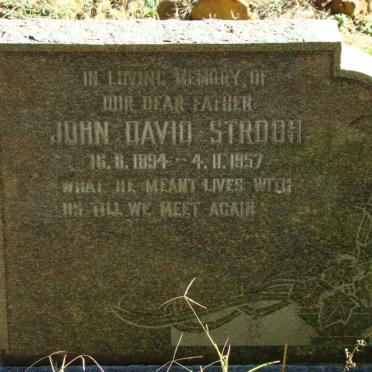 IN LOVING MEMORY OF
OUR DEAR FATHER
JOHN DAVID STROOH
16.8.1894 – 4.11.1957
WHAT HE MEANT LIVES WITH
US TILL WE MEET AGAIN